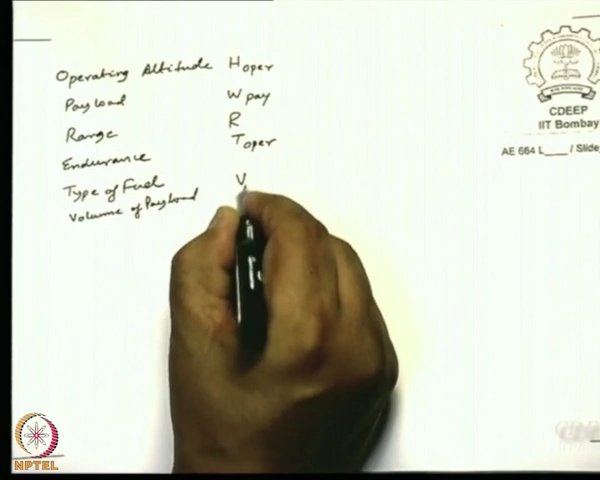 Operating Altitude Hoper
Payload Wpay
Range R
Endurance Toper
Type of Fuel
Volume of Payload V
CDEEP
IIT Bombay
AE 664 L___ / Slide
NPTEL